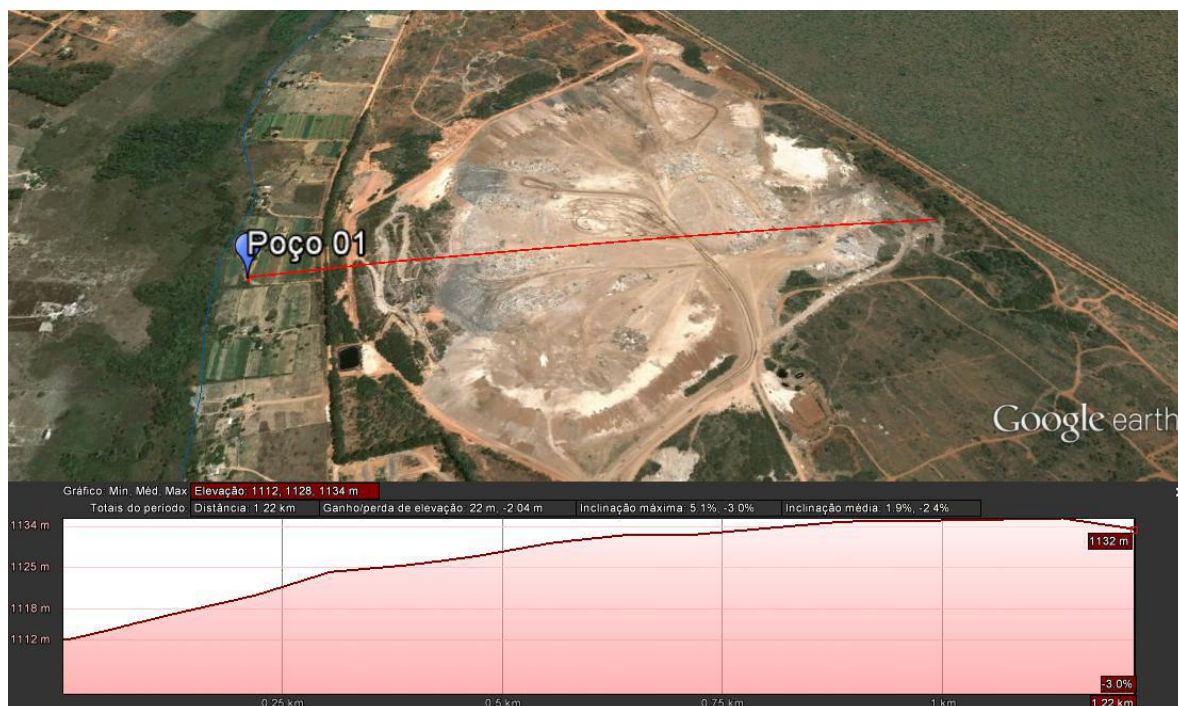 Poço 01
Google earth
Gráfico: Mín, Méd, Max Elevação: 1112, 1128, 1134 m
Totais do período: Distância: 1.22 km Ganho/perda de elevação: 22 m, -2.04 m Inclinação máxima: 5.1%, -3.0% Inclinação média: 1.9%, -2.4%
1134 m
1132 m
1125 m
1118 m
1112 m
-3.0%
0.25 km 0.5 km 0.75 km 1 km 1.22 km